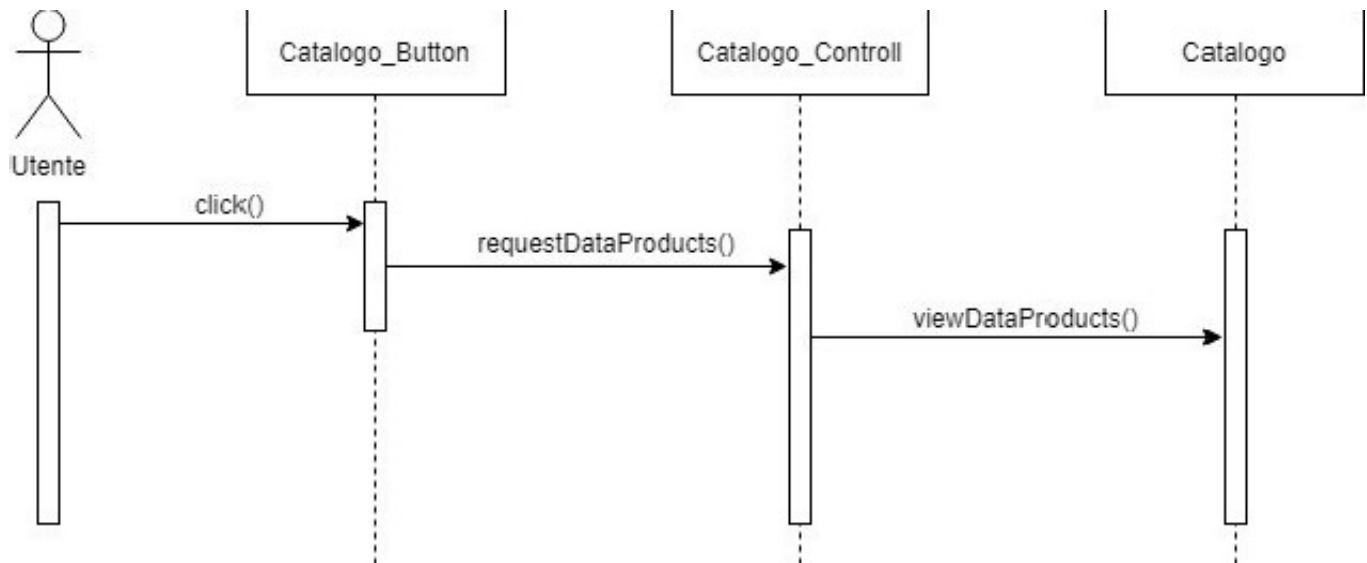 Catalogo_Button
Catalogo_Controll
Catalogo
Utente
click()
requestDataProducts()
viewDataProducts()